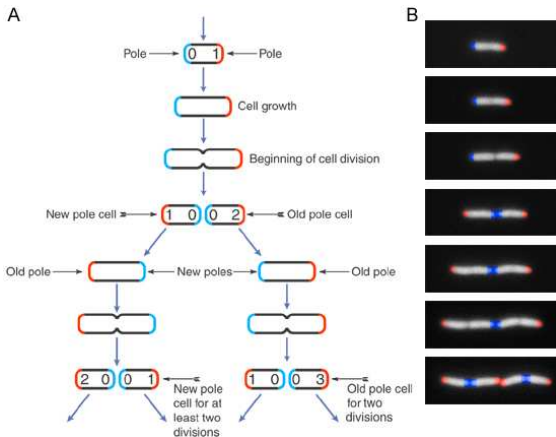 A
B
Pole
0 1
Pole
Cell growth
Beginning of cell division
New pole cell
1 0
0 2
Old pole cell
Old pole
New poles
Old pole
2 0
0 1
New pole
cell for at
least two
divisions
1 0
0 3
Old pole cell
for two
divisions